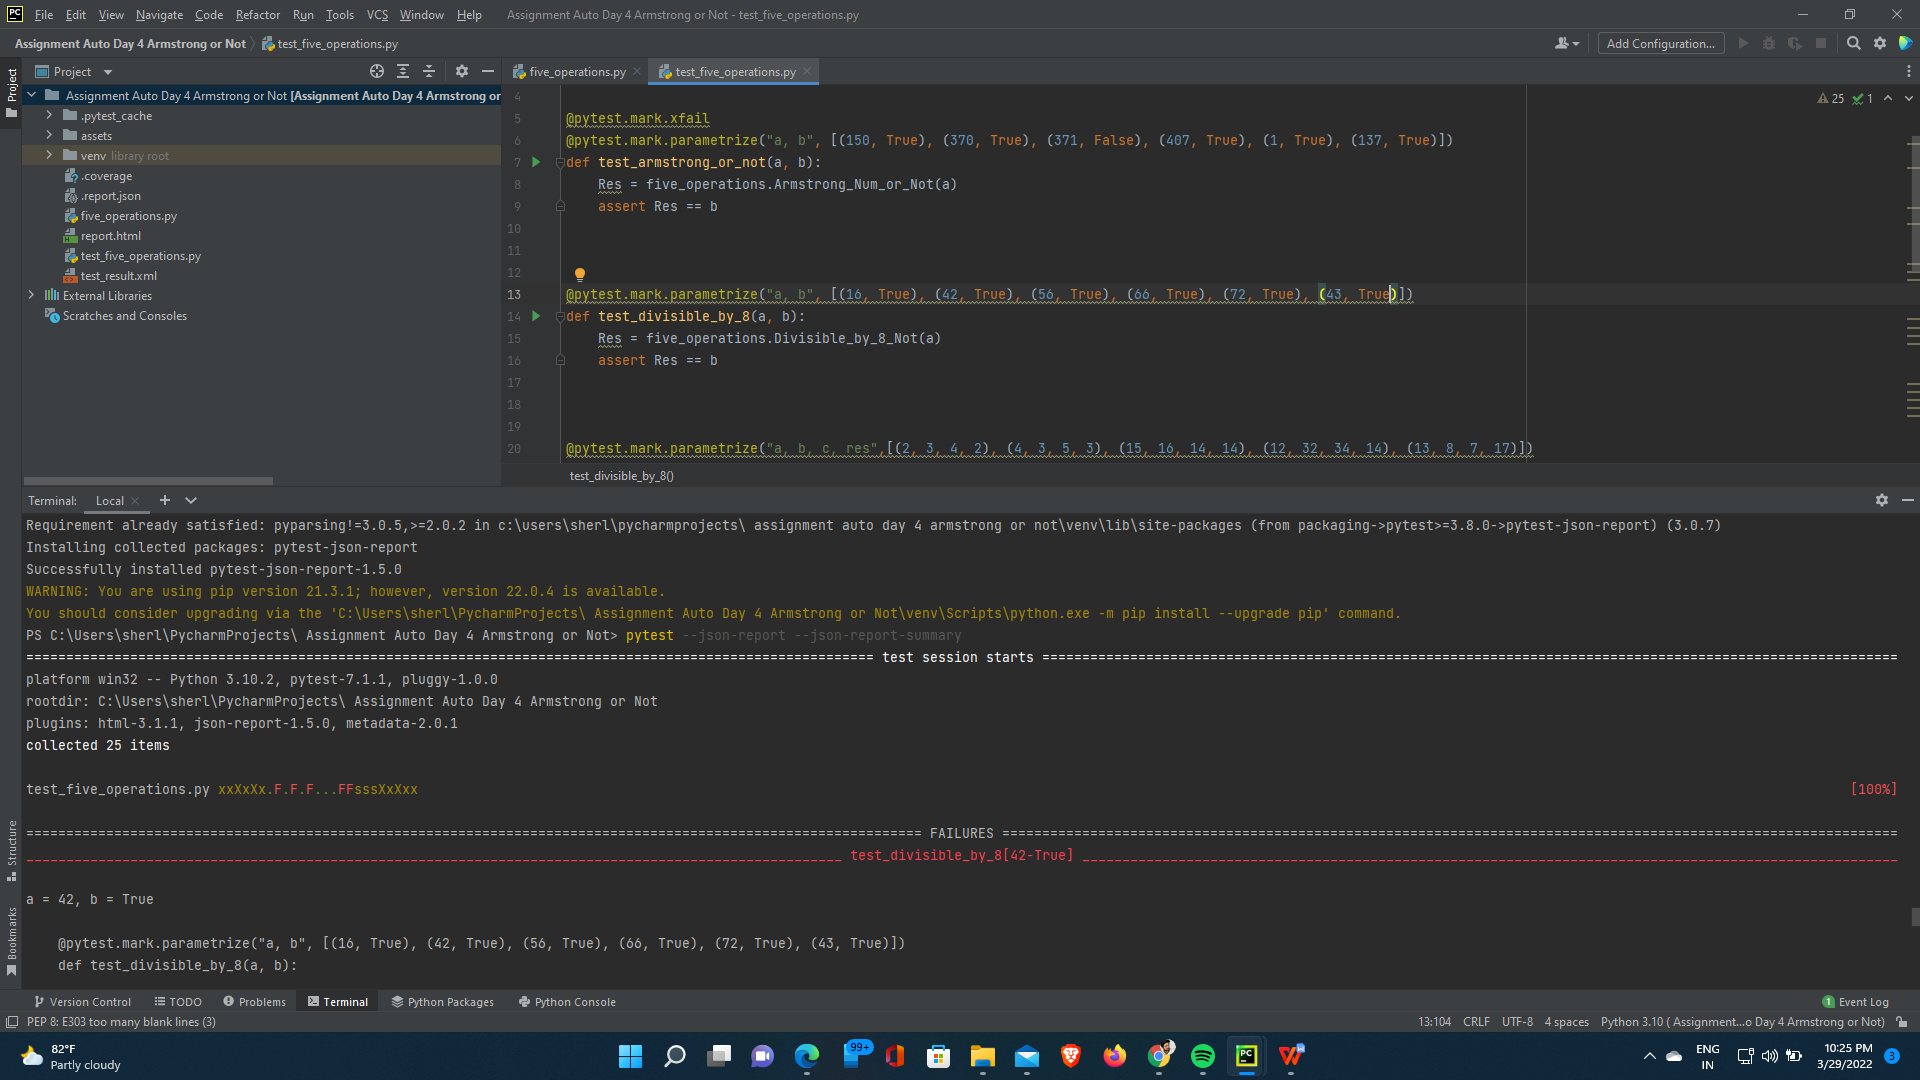 File Edit View Navigate Code Refactor Run Tools VCS Window Help Assignment Auto Day 4 Armstrong or Not - test_five_operations.py
Assignment Auto Day 4 Armstrong or Not test_five_operations.py Add Configuration...
Project
Project
five_operations.py test_five_operations.py
Assignment Auto Day 4 Armstrong or Not [Assignment Auto Day 4 Armstrong or
.pytest_cache
assets
venv library root
.coverage
.report.json
five_operations.py
report.html
test_five_operations.py
test_result.xml
External Libraries
Scratches and Consoles
25 1
4
5 @pytest.mark.xfail
6 @pytest.mark.parametrize("a, b", [(150, True), (370, True), (371, False), (407, True), (1, True), (137, True)])
7 def test_armstrong_or_not(a, b):
8 Res = five_operations.Armstrong_Num_or_Not(a)
9 assert Res == b
10
11
12
13 @pytest.mark.parametrize("a, b", [(16, True), (42, True), (56, True), (66, True), (72, True), (43, True)])
14 def test_divisible_by_8(a, b):
15 Res = five_operations.Divisible_by_8_Not(a)
16 assert Res == b
17
18
19
20 @pytest.mark.parametrize("a, b, c, res",[(2, 3, 4, 2), (4, 3, 5, 3), (15, 16, 14, 14), (12, 32, 34, 14), (13, 8, 7, 17)])
test_divisible_by_8()
Terminal: Local
Requirement already satisfied: pyparsing!=3.0.5,>=2.0.2 in c:\users\sherl\pycharmprojects\ assignment auto day 4 armstrong or not\venv\lib\site-packages (from packaging->pytest>=3.8.0->pytest-json-report) (3.0.7)
Installing collected packages: pytest-json-report
Successfully installed pytest-json-report-1.5.0
WARNING: You are using pip version 21.3.1; however, version 22.0.4 is available.
You should consider upgrading via the 'C:\Users\sherl\PycharmProjects\ Assignment Auto Day 4 Armstrong or Not\venv\Scripts\python.exe -m pip install --upgrade pip' command.
PS C:\Users\sherl\PycharmProjects\ Assignment Auto Day 4 Armstrong or Not> pytest --json-report --json-report-summary
========================================================================================================== test session starts ===========================================================================================================
platform win32 -- Python 3.10.2, pytest-7.1.1, pluggy-1.0.0
rootdir: C:\Users\sherl\PycharmProjects\ Assignment Auto Day 4 Armstrong or Not
plugins: html-3.1.1, json-report-1.5.0, metadata-2.0.1
collected 25 items
test_five_operations.py xxXxXx.F.F.F...FFsssXxXxx [100%]
================================================================================================================ FAILURES ================================================================================================================
______________________________________________________________________________________________________ test_divisible_by_8[42-True] ______________________________________________________________________________________________________
a = 42, b = True
@pytest.mark.parametrize("a, b", [(16, True), (42, True), (56, True), (66, True), (72, True), (43, True)])
def test_divisible_by_8(a, b):
Structure
Bookmarks
Version Control TODO Problems Terminal Python Packages Python Console 1 Event Log
PEP 8: E303 too many blank lines (3) 13:104 CRLF UTF-8 4 spaces Python 3.10 ( Assignment...o Day 4 Armstrong or Not)
82°F
Partly cloudy
99+
ENG
IN
10:25 PM
3/29/2022
3